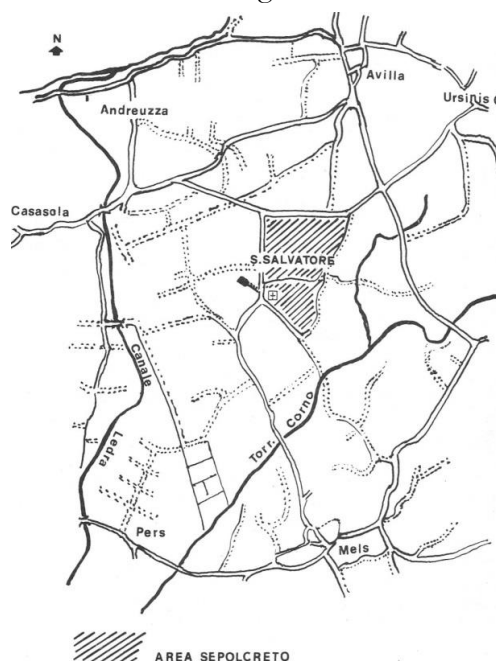 N
Avilla
Andreuzza
Ursinis
Casasola
S. SALVATORE
Canale
Ledra
Torr. Corno
Pers
Mels
AREA SEPOLCRETO